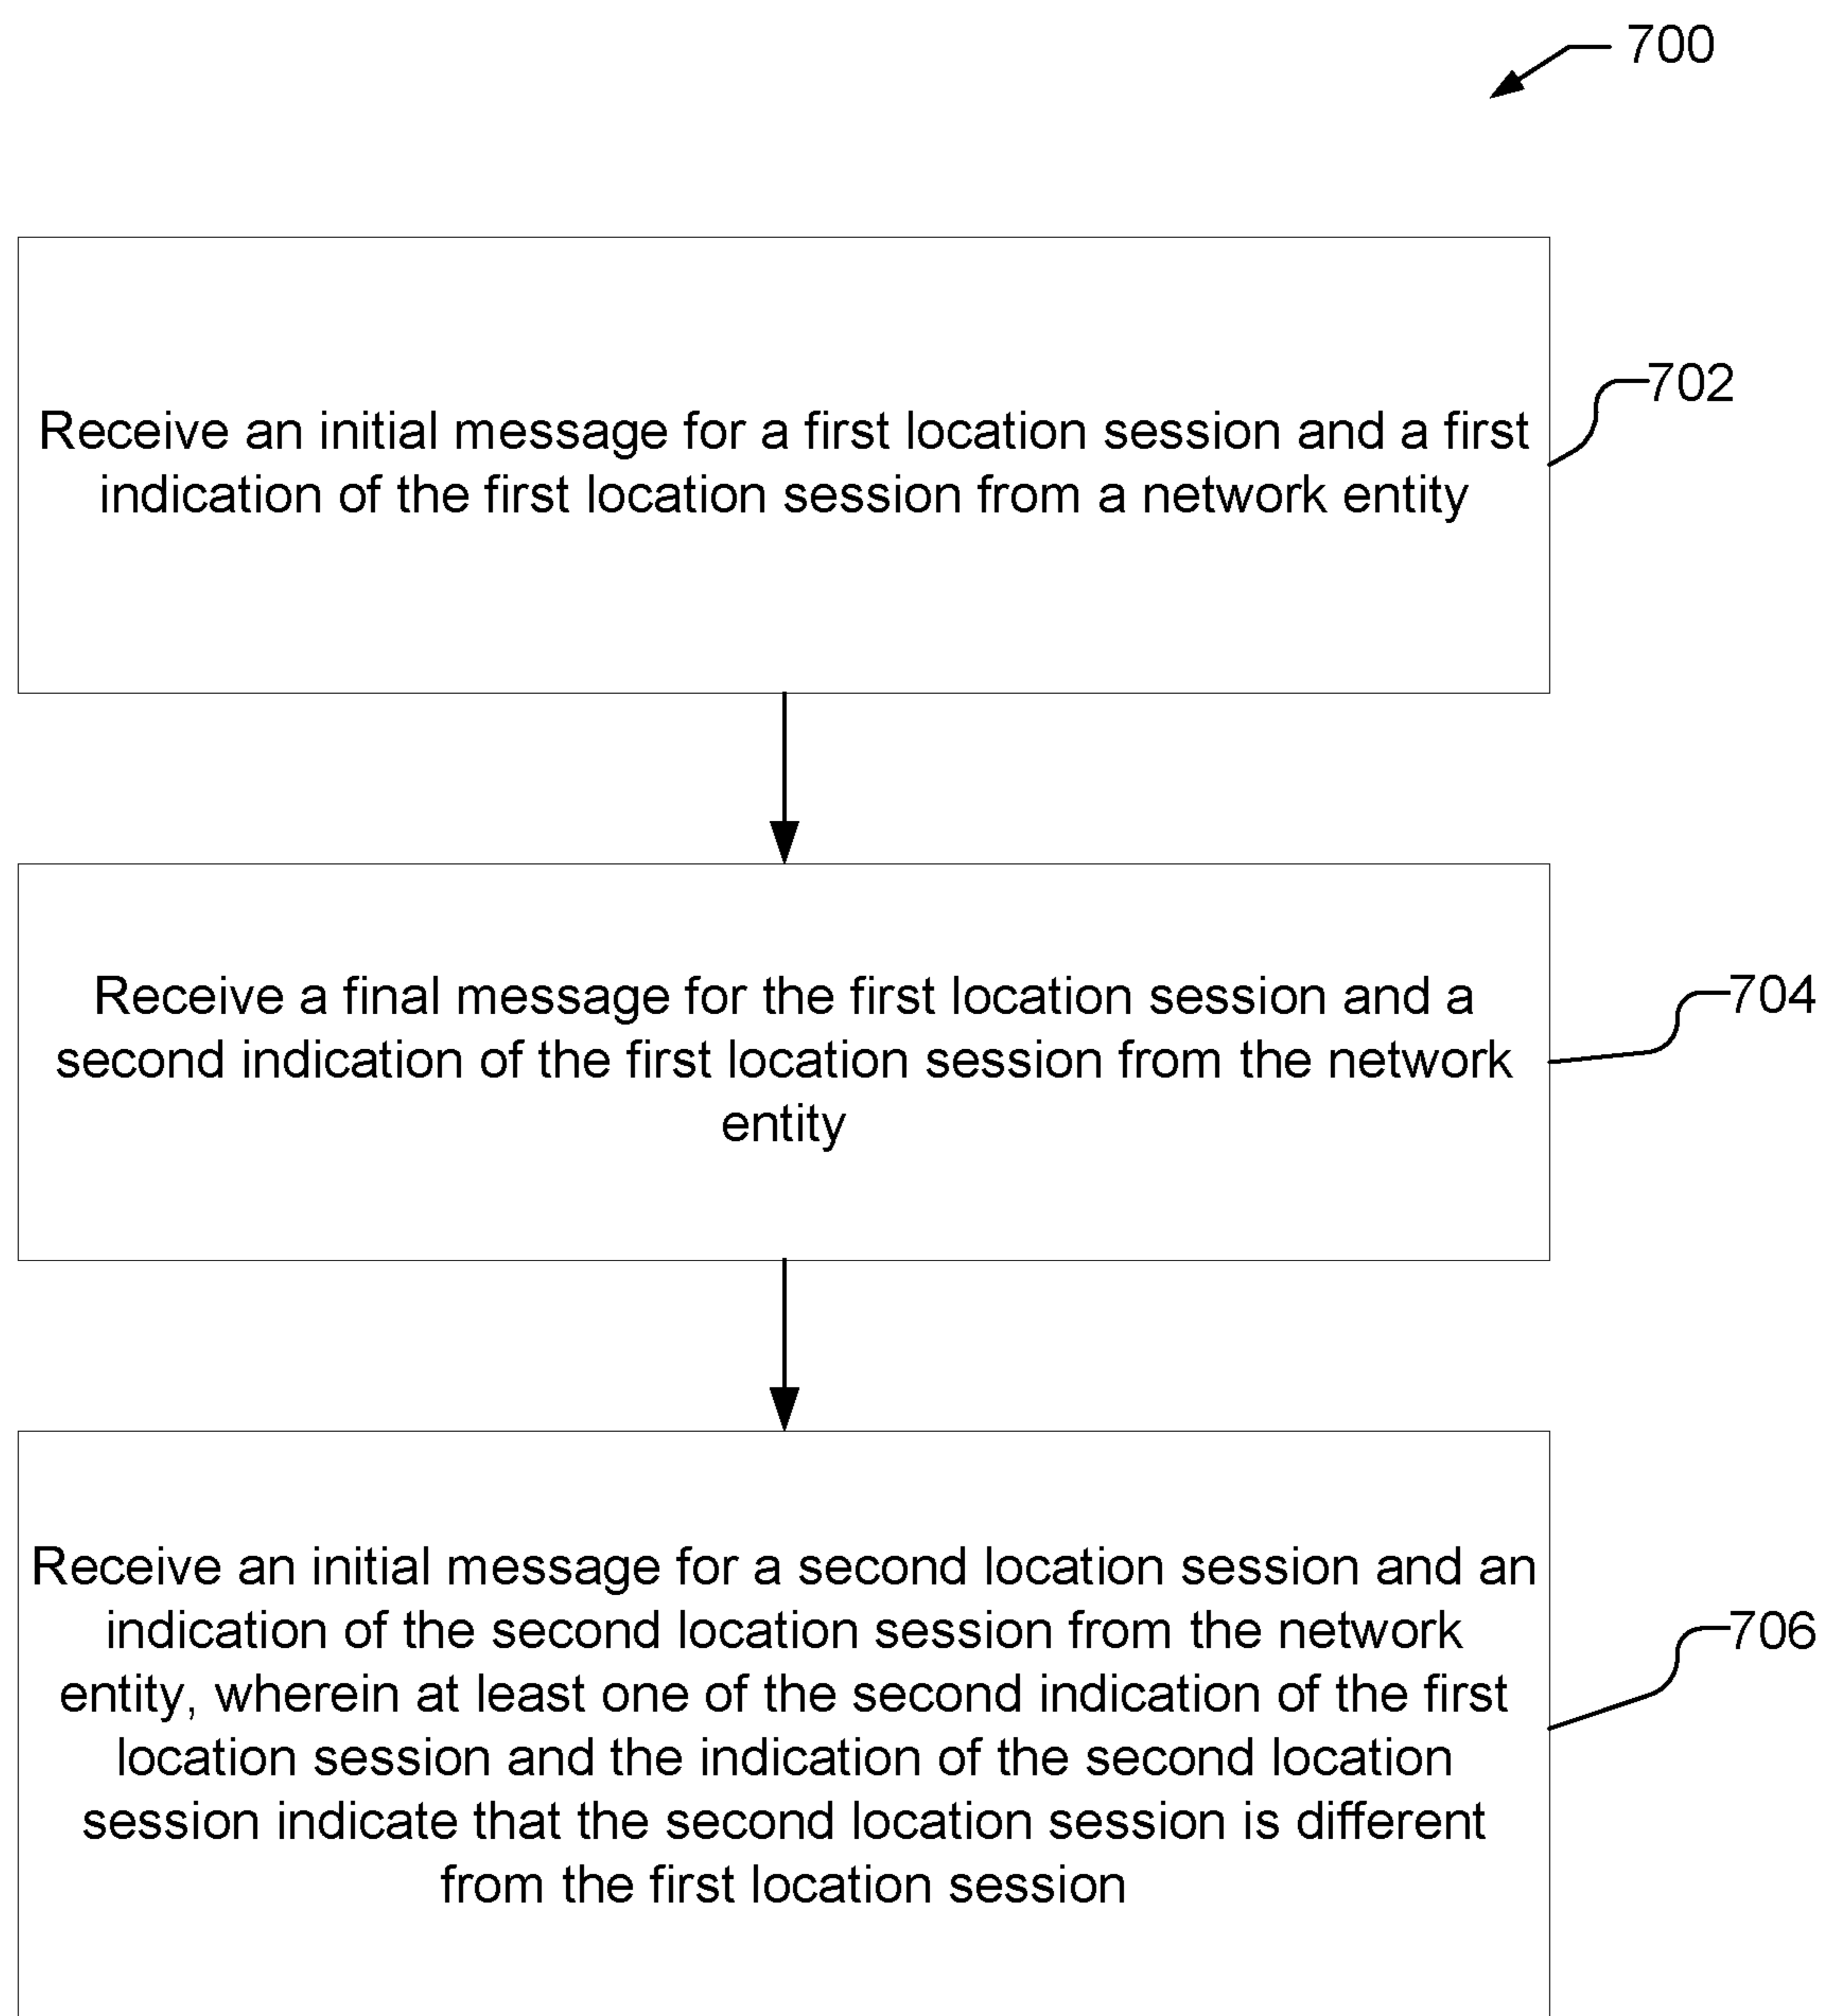 700
Receive an initial message for a first location session and a first
indication of the first location session from a network entity
702
Receive a final message for the first location session and a
second indication of the first location session from the network
entity
704
Receive an initial message for a second location session and an
indication of the second location session from the network
entity, wherein at least one of the second indication of the first
location session and the indication of the second location
session indicate that the second location session is different
from the first location session
706